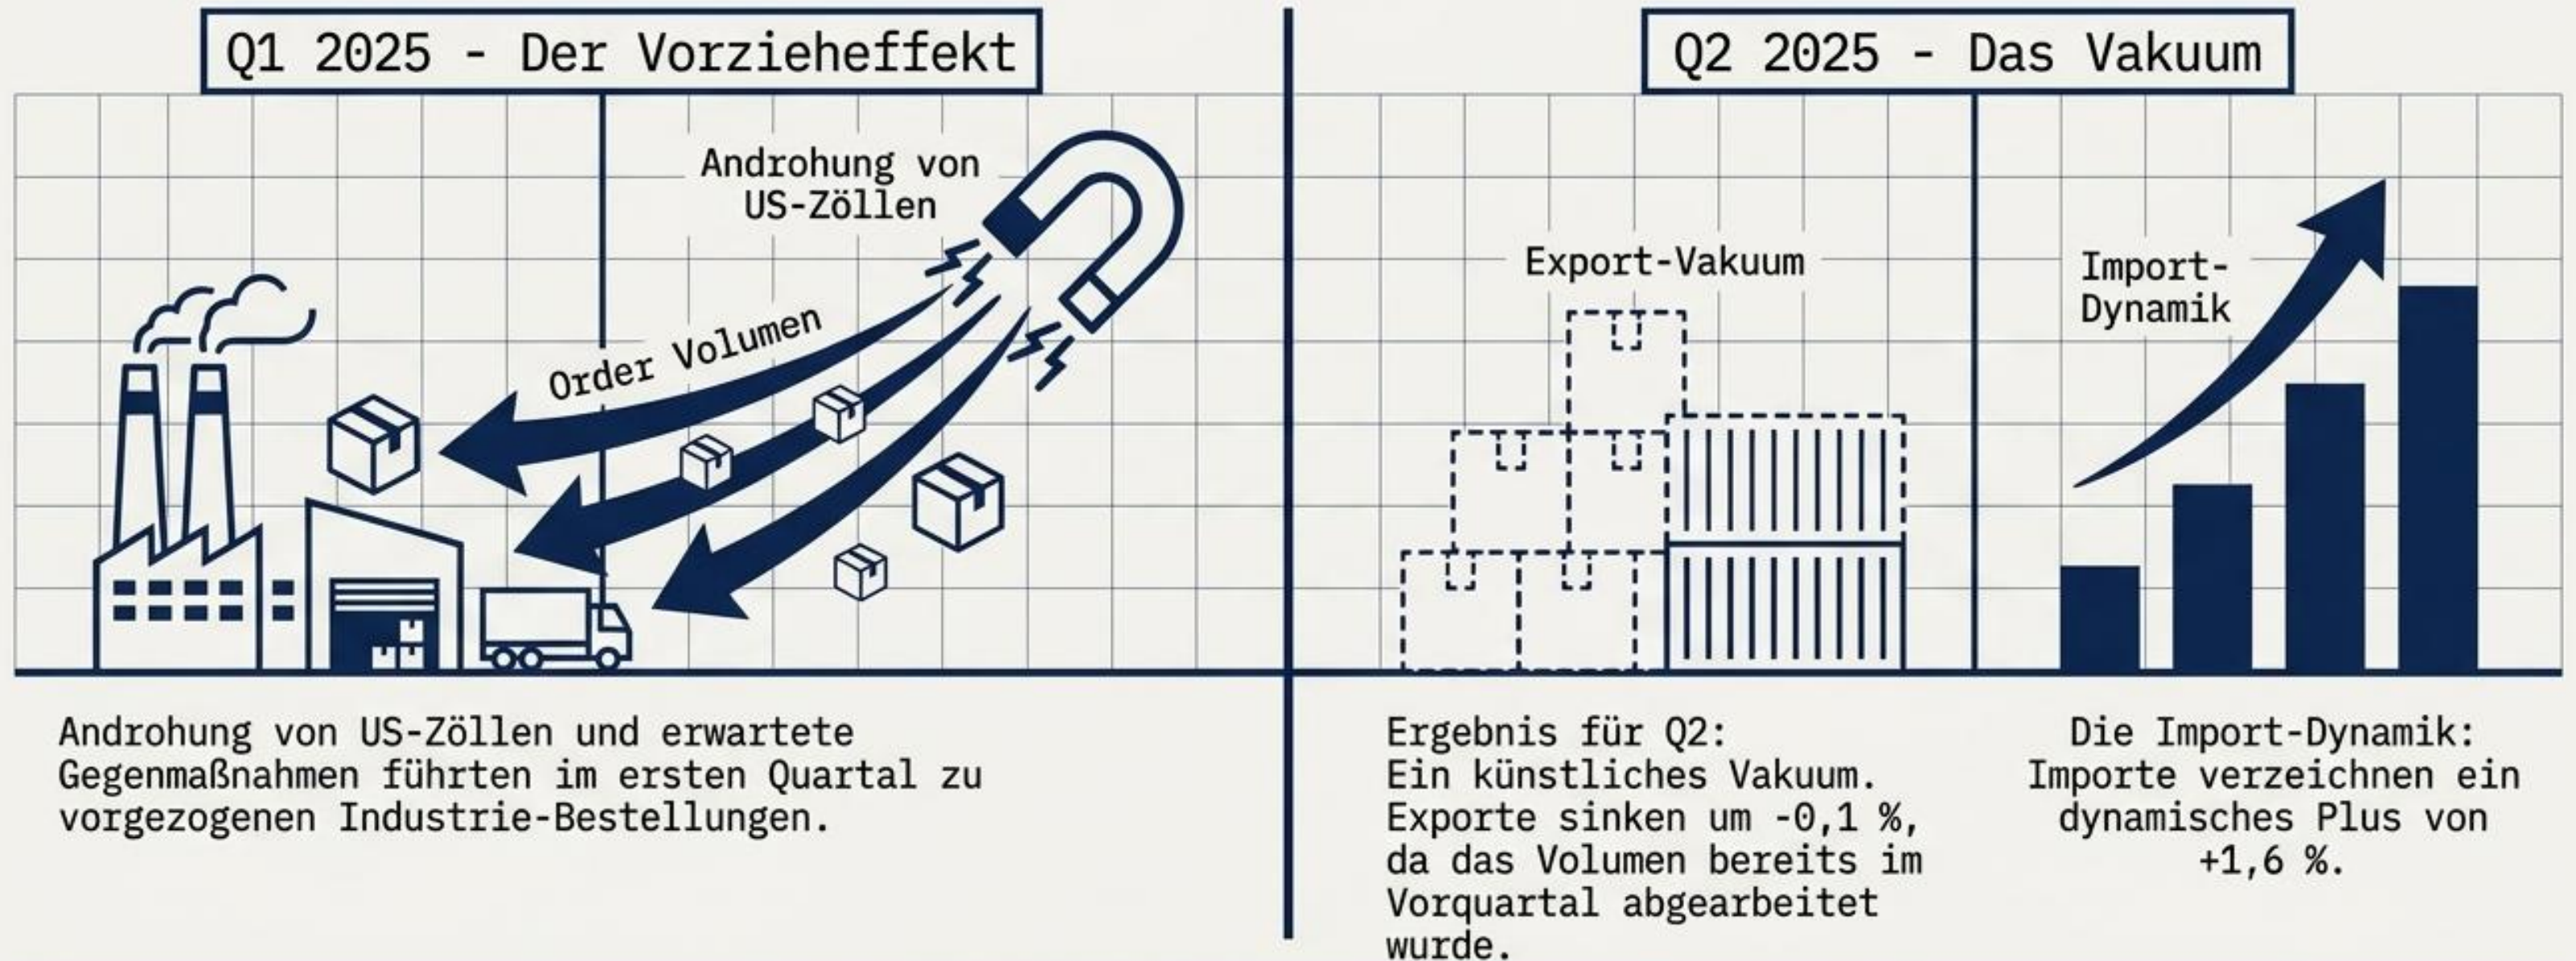 Q1 2025 - Der Vorzieheffekt
Androhung von
US-Zöllen
Order Volumen
Androhung von US-Zöllen und erwartete
Gegenmaßnahmen führten im ersten Quartal zu
vorgezogenen Industrie-Bestellungen.
Q2 2025 - Das Vakuum
Export-Vakuum
Import-
Dynamik
Ergebnis für Q2:
Ein künstliches Vakuum.
Exporte sinken um -0,1 %,
da das Volumen bereits im
Vorquartal abgearbeitet
wurde.
Die Import-Dynamik:
Importe verzeichnen ein
dynamisches Plus von
+1,6 %.